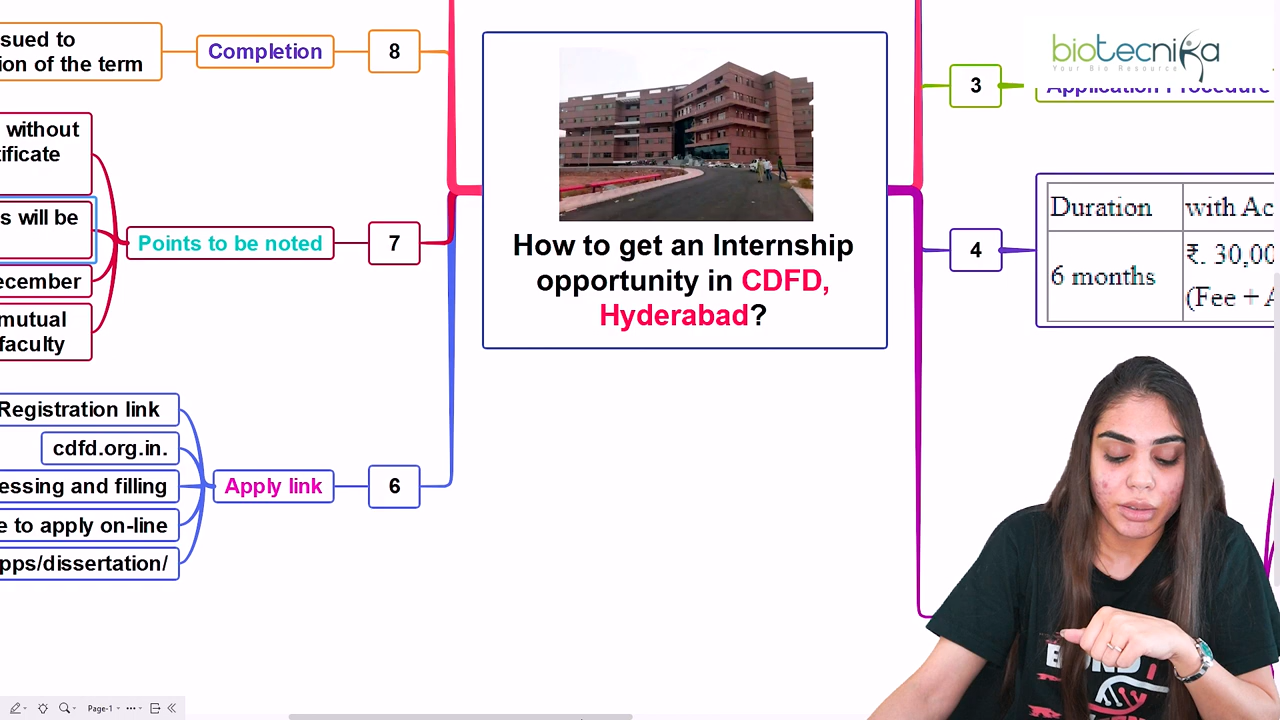 sued to
ion of the term
Completion
8
without
tificate
s will be
ecember
mutual
faculty
Points to be noted
7
Registration link
cdfd.org.in.
essing and filling
e to apply on-line
pps/dissertation/
Apply link
6
How to get an Internship
opportunity in CDFD,
Hyderabad?
biotecnika
Your Bio Resource
3
Application Procedure
4
Duration
with Ac
6 months
₹. 30,00
(Fee + A
Page-1